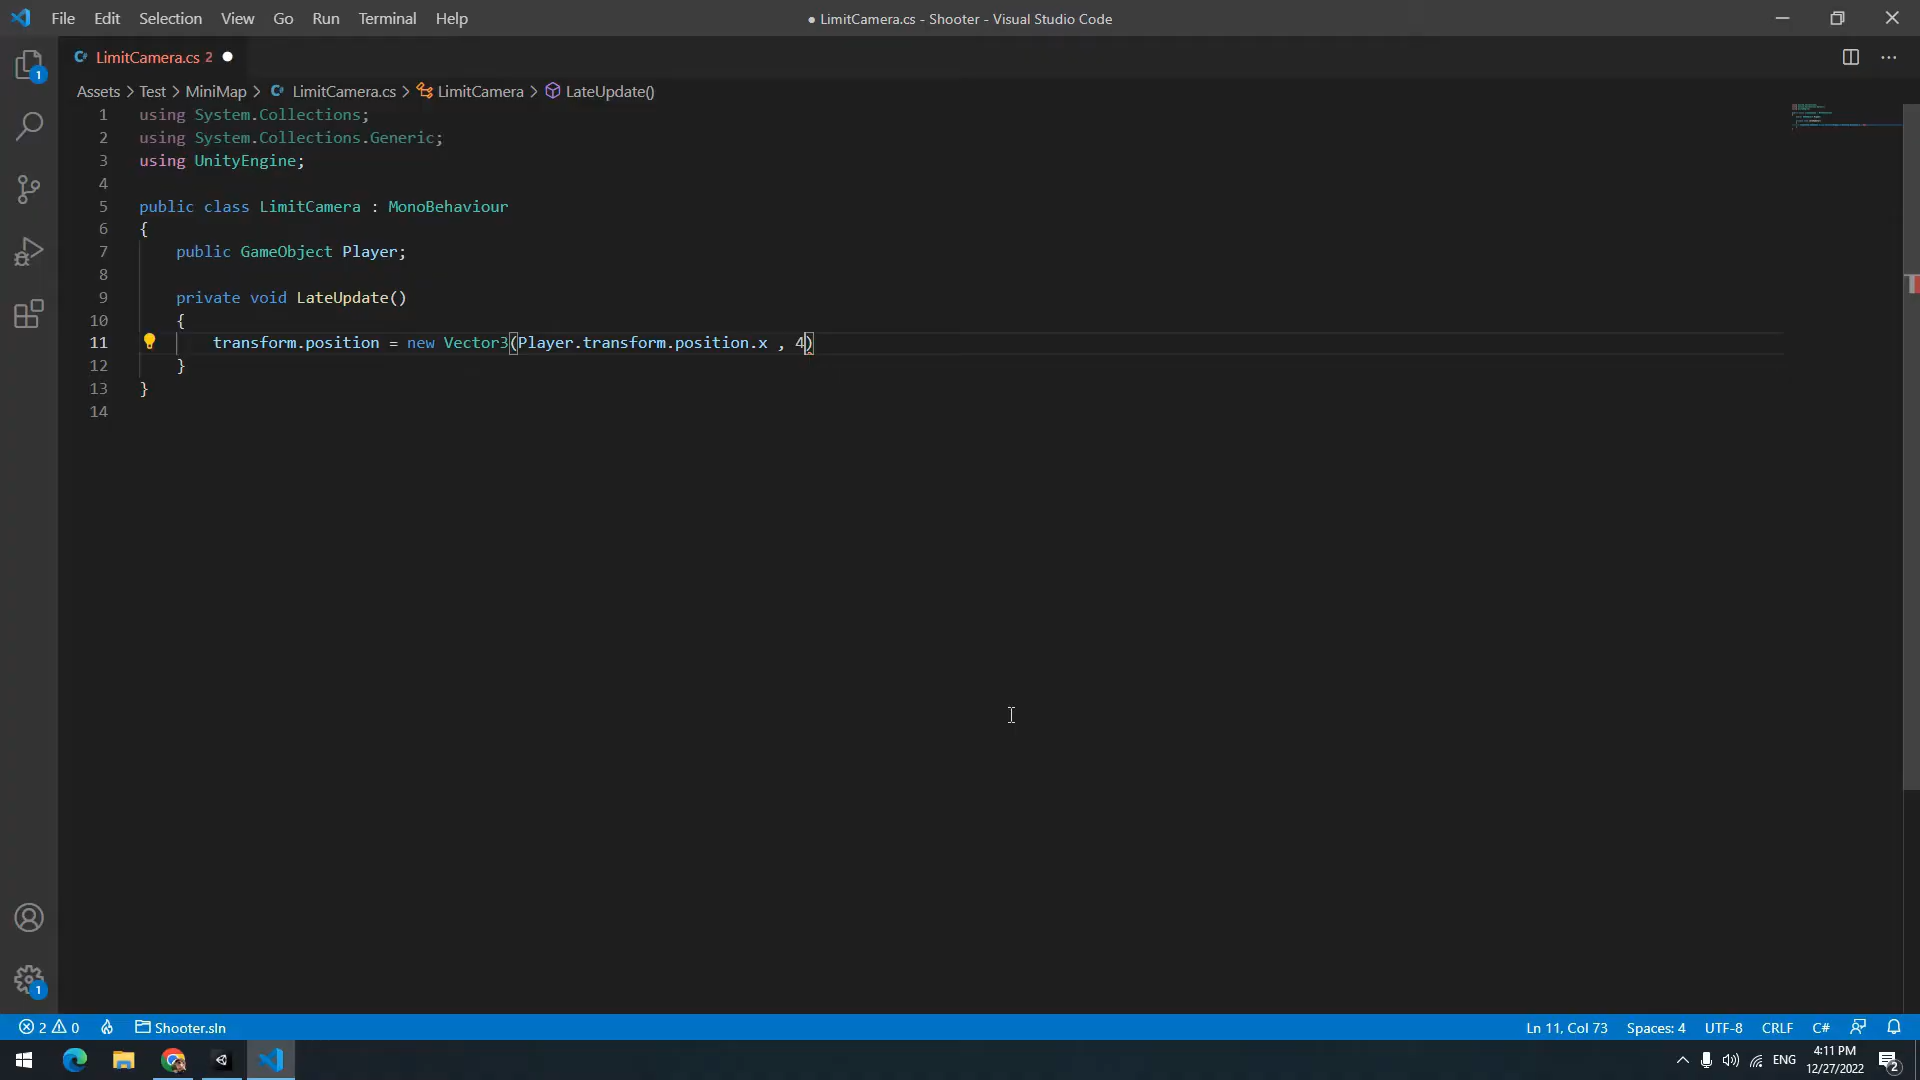 File Edit Selection View Go Run Terminal Help
● LimitCamera.cs - Shooter - Visual Studio Code
LimitCamera.cs 2
Assets > Test > MiniMap > LimitCamera.cs > LimitCamera > LateUpdate()
1 using System.Collections;
2 using System.Collections.Generic;
3 using UnityEngine;
4
5 public class LimitCamera : MonoBehaviour
6 {
7 public GameObject Player;
8
9 private void LateUpdate()
10 {
11 transform.position = new Vector3(Player.transform.position.x , 4)
12 }
13 }
14
1
1
2 0 Shooter.sln
Ln 11, Col 73 Spaces: 4 UTF-8 CRLF C#
ENG
4:11 PM
12/27/2022
2